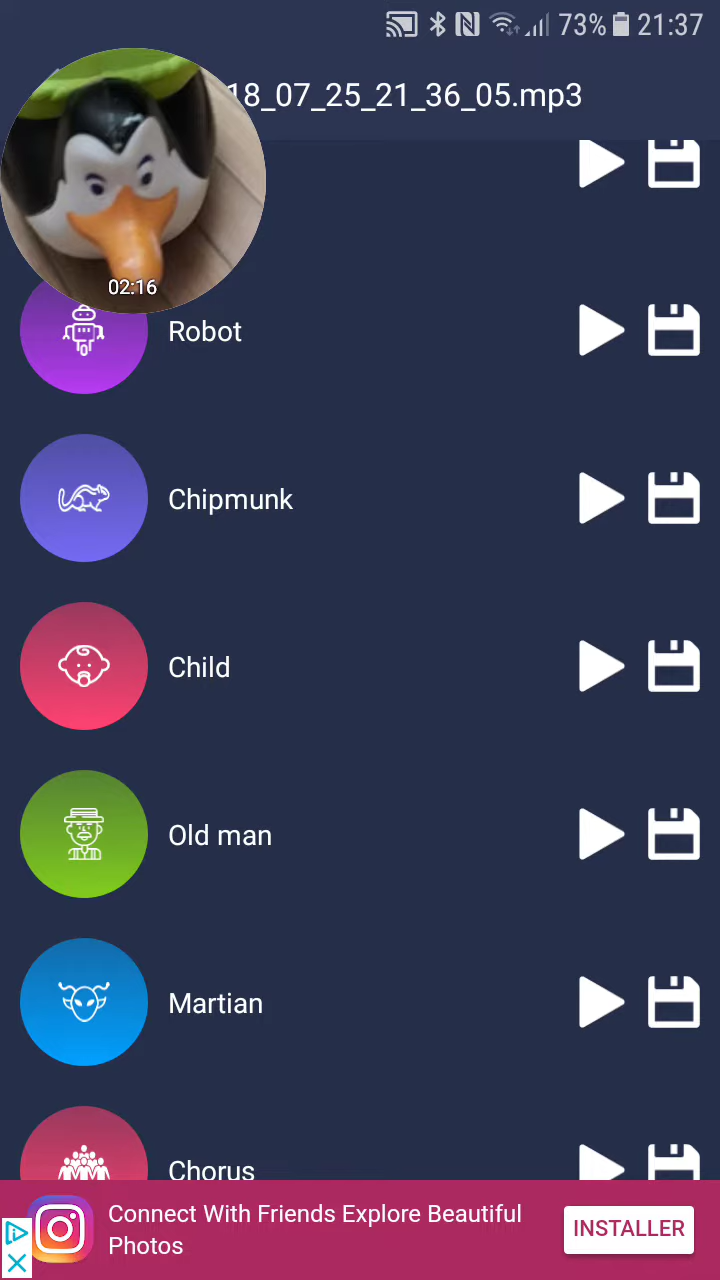 73% 21:37
18_07_25_21_36_05.mp3
02:16
Robot
Chipmunk
Child
Old man
Martian
Chorus
Connect With Friends Explore Beautiful
Photos
INSTALLER